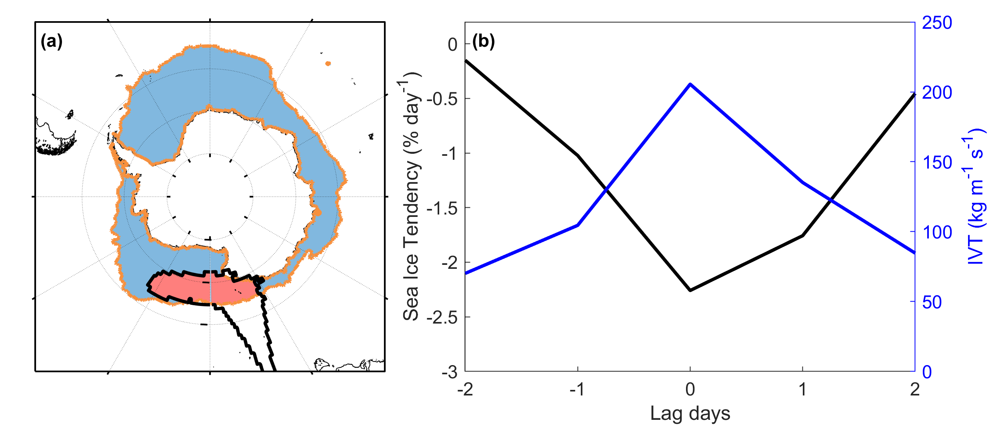 (a)
(b)
Sea Ice Tendency (% day⁻¹)
0
-0.5
-1
-1.5
-2
-2.5
-3
250
200
150
100
50
0
IVT (kg m⁻¹ s⁻¹)
-2 -1 0 1 2
Lag days